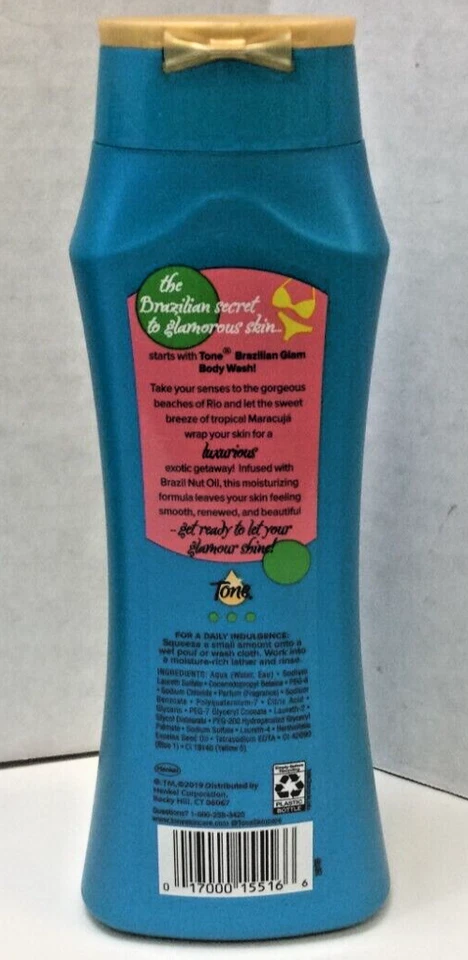 the
Brazilian secret
to glamorous skin...
starts with Tone® Brazilian Glam
Body Wash!
Take your senses to the gorgeous
beaches of Rio and let the sweet
breeze of tropical Maracujá
wrap your skin for a
luxurious
exotic getaway! Infused with
Brazil Nut Oil, this moisturizing
formula leaves your skin feeling
smooth, renewed, and beautiful
– get ready to let your
glamour shine!
Tone
FOR A DAILY INDULGENCE:
Squeeze a small amount onto a
wet pouf or wash cloth. Work into
a moisture-rich lather and rinse.
INGREDIENTS: Aqua (Water, Eau) • Sodium
Laureth Sulfate • Cocamidopropyl Betaine • PEG-8
• Sodium Chloride • Parfum (Fragrance) • Sodium
Benzoate • Polyquaternium-7 • Citric Acid •
Glycerin • PEG-7 Glyceryl Cocoate • Laureth-2 •
Glycol Distearate • PEG-200 Hydrogenated Glyceryl
Palmate • Sodium Sulfate • Laureth-4 • Bertholletia
Excelsa Seed Oil • Tetrasodium EDTA • CI 42090
(Blue 1) • CI 19140 (Yellow 5).
Henkel
®,TM,©2019 Distributed by
Henkel Corporation,
Rocky Hill, CT 06067
Questions?
www.toneskincare.com @ToneSkincare
PLASTIC
BOTTLE
0 17000 15516 6